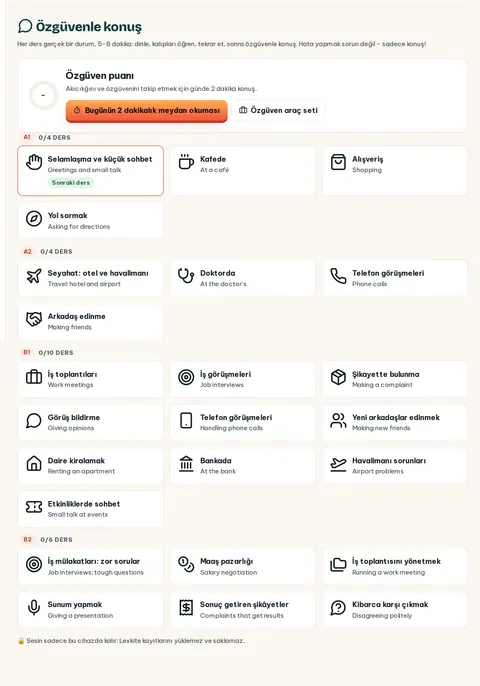 Özgüvenle konuş
Her ders gerçek bir durum, 5–8 dakika: dinle, kalıpları öğren, tekrar et, sonra özgüvenle konuş. Hata yapmak sorun değil – sadece konuş!
Özgüven puanı
Akıcılığını ve özgüvenini takip etmek için günde 2 dakika konuş.
–
Bugünün 2 dakikalık meydan okuması
Özgüven araç seti
A1 0/4 DERS
Selamlaşma ve küçük sohbet
Greetings and small talk
Sonraki ders
Kafede
At a café
Alışveriş
Shopping
Yol sormak
Asking for directions
A2 0/4 DERS
Seyahat: otel ve havalimanı
Travel: hotel and airport
Doktorda
At the doctor's
Telefon görüşmeleri
Phone calls
Arkadaş edinme
Making friends
B1 0/10 DERS
İş toplantıları
Work meetings
İş görüşmeleri
Job interviews
Şikayette bulunma
Making a complaint
Görüş bildirme
Giving opinions
Telefon görüşmeleri
Handling phone calls
Yeni arkadaşlar edinmek
Making new friends
Daire kiralamak
Renting an apartment
Bankada
At the bank
Havalimanı sorunları
Airport problems
Etkinliklerde sohbet
Small talk at events
B2 0/6 DERS
İş mülakatları: zor sorular
Job interviews: tough questions
Maaş pazarlığı
Salary negotiation
İş toplantısını yönetmek
Running a work meeting
Sunum yapmak
Giving a presentation
Sonuç getiren şikâyetler
Complaints that get results
Kibarca karşı çıkmak
Disagreeing politely
🔒 Sesin sadece bu cihazda kalır: Lexkite kayıtlarını yüklemez ve saklamaz.